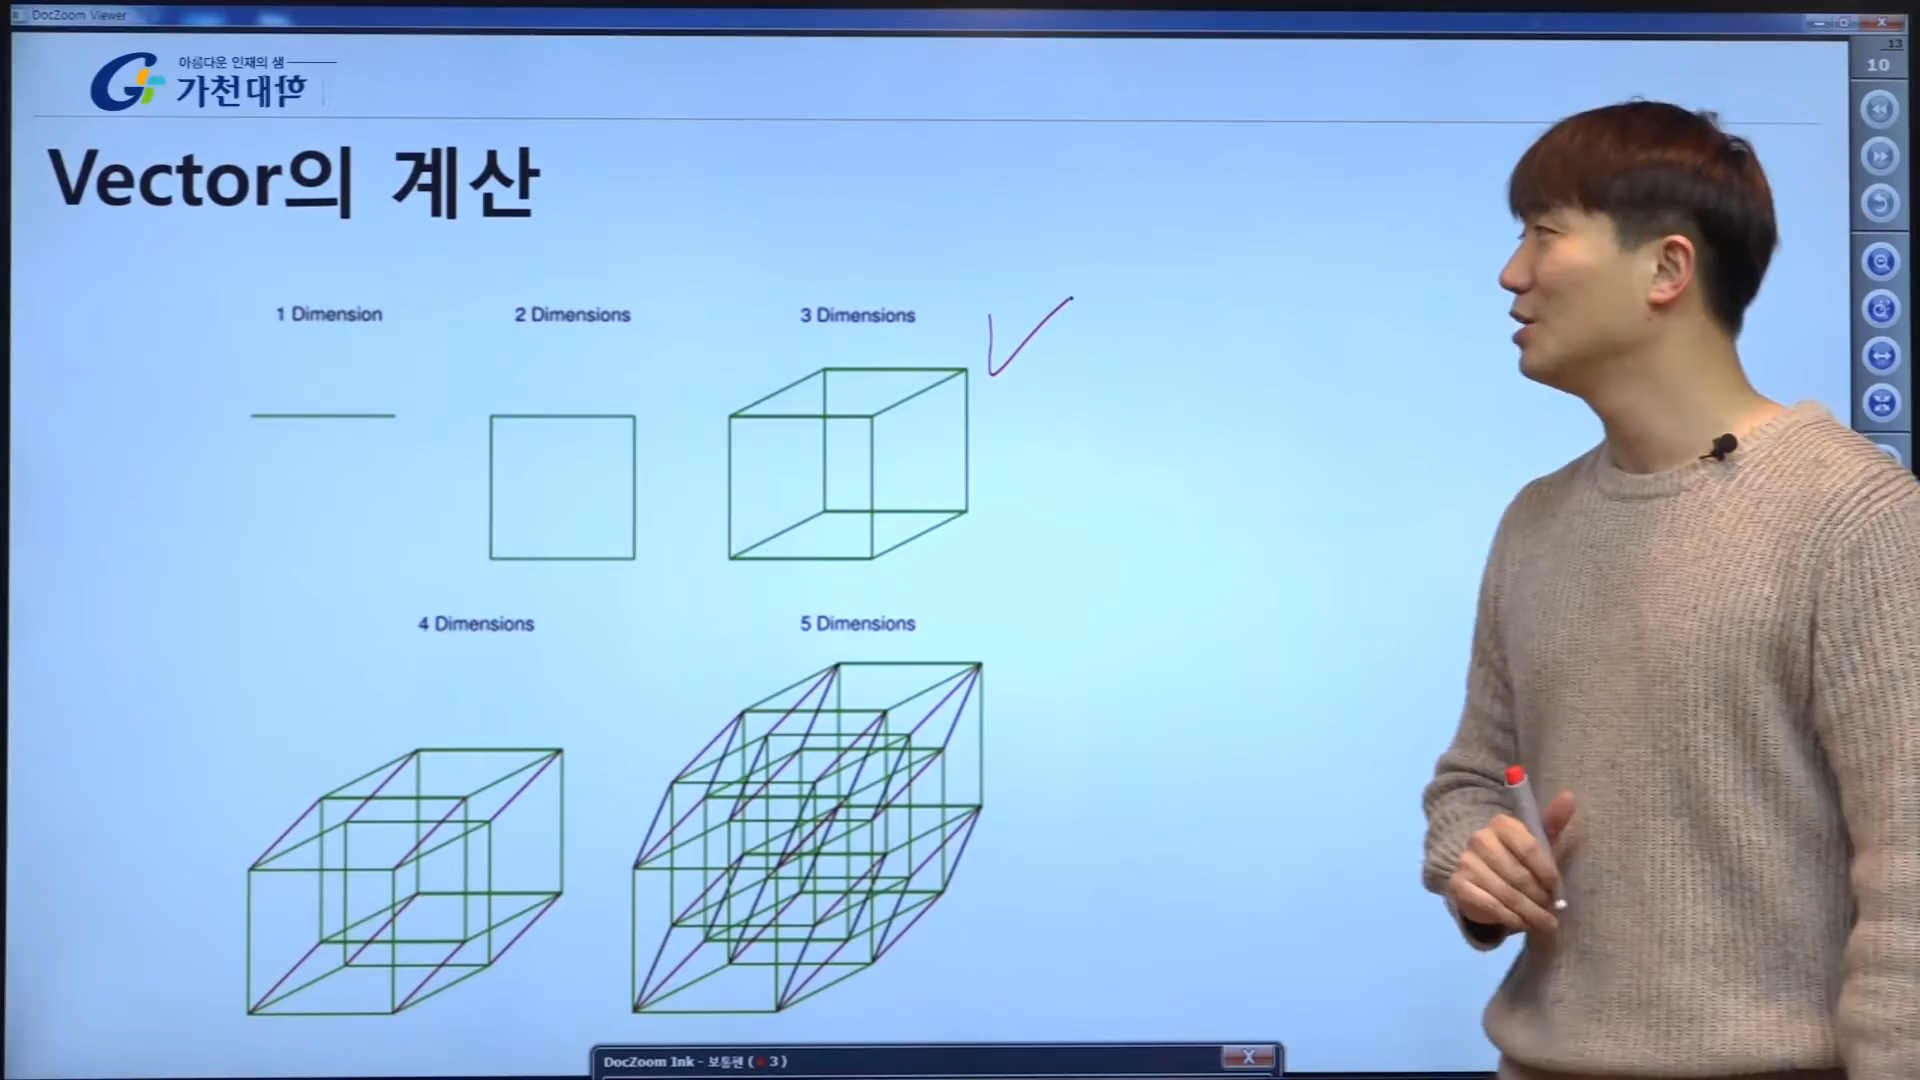 DocZoom Viewer
13
10
아름다운 인재의 샘
가천대학
Vector의 계산
1 Dimension
2 Dimensions
3 Dimensions
4 Dimensions
5 Dimensions
DocZoom Ink - 보통펜 ( 3 )
X